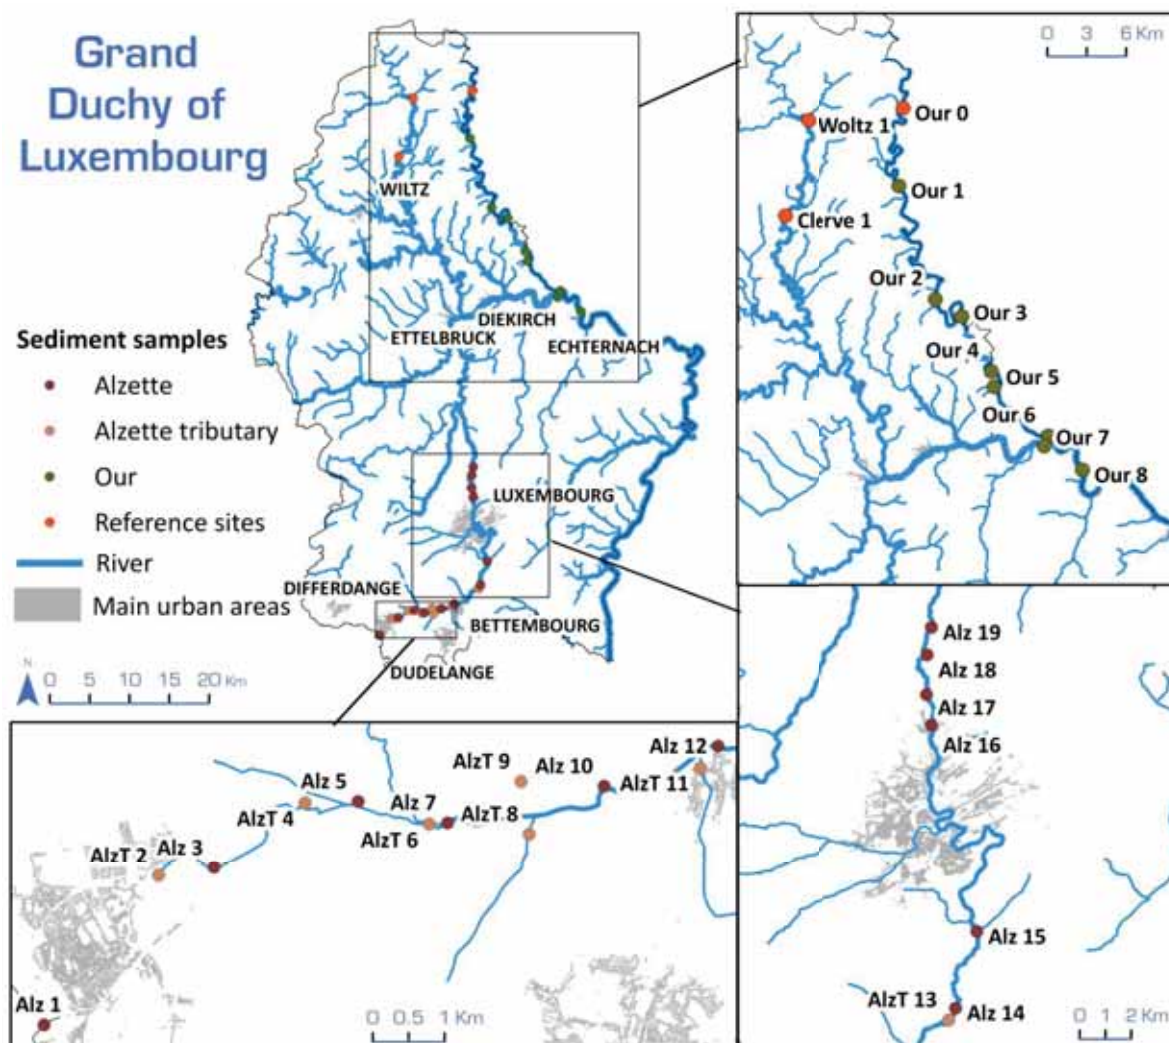 Grand
Duchy of
Luxembourg
Sediment samples
Alzette
Alzette tributary
Our
Reference sites
River
Main urban areas
N
0 5 10 15 20 Km
WILTZ
DIEKIRCH
ETTELBRUCK
ECHTERNACH
LUXEMBOURG
DIFFERDANGE
BETTEMBOURG
DUDELANGE
0 3 6 Km
Our 0
Woltz 1
Our 1
Clerve 1
Our 2
Our 3
Our 4
Our 5
Our 6
Our 7
Our 8
Alz 12
AlzT 9
Alz 10
Alz 5
AlzT 11
Alz 7
AlzT 8
AlzT 4
AlzT 6
Alz 3
AlzT 2
Alz 1
0 0.5 1 Km
Alz 19
Alz 18
Alz 17
Alz 16
Alz 15
AlzT 13
Alz 14
0 1 2 Km